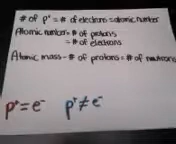 # of p⁺ = # of electrons = atomic number
Atomic number = # of protons
= # of electrons
Atomic mass - # of protons = # of neutrons
p⁺ = e⁻ p⁺ ≠ e⁻